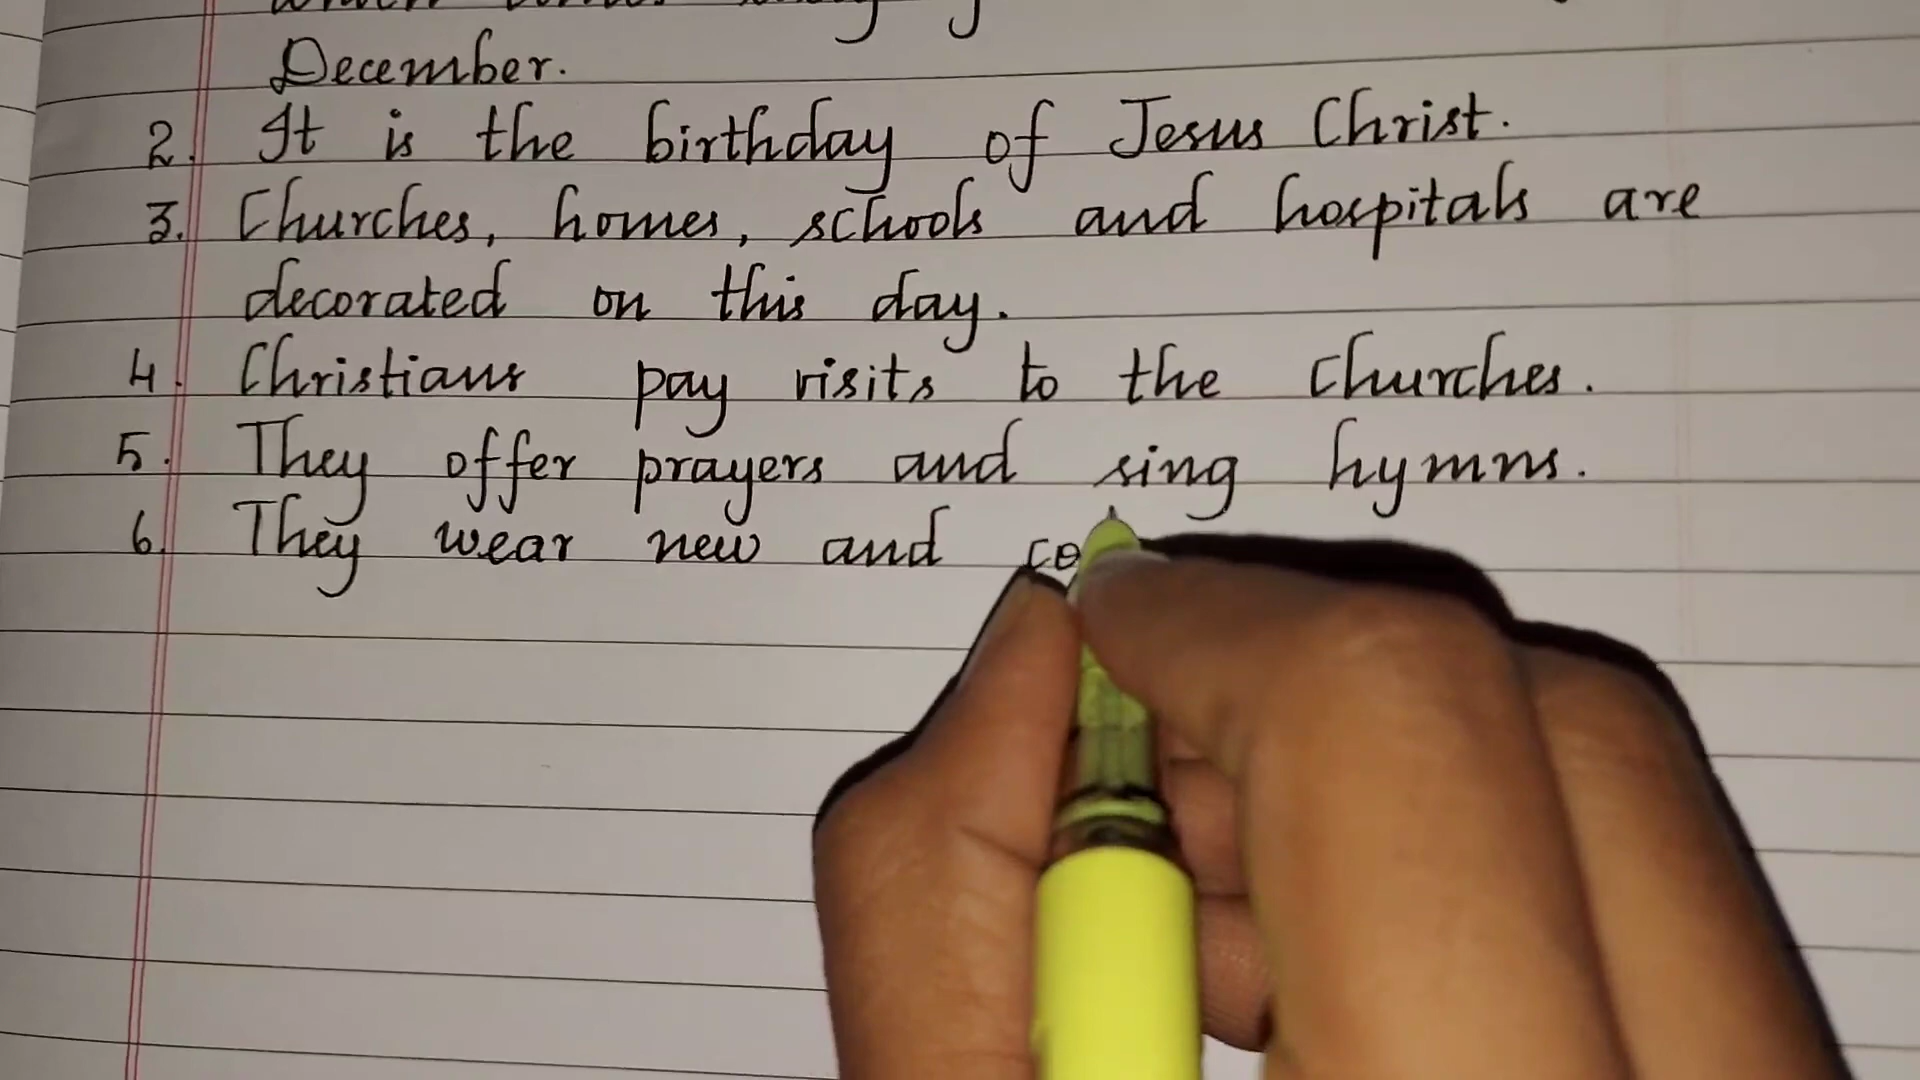 December.
2. It is the birthday of Jesus Christ.
3. Churches, homes, schools and hospitals are
decorated on this day.
4. Christians pay visits to the churches.
5. They offer prayers and sing hymns.
6. They wear new and co